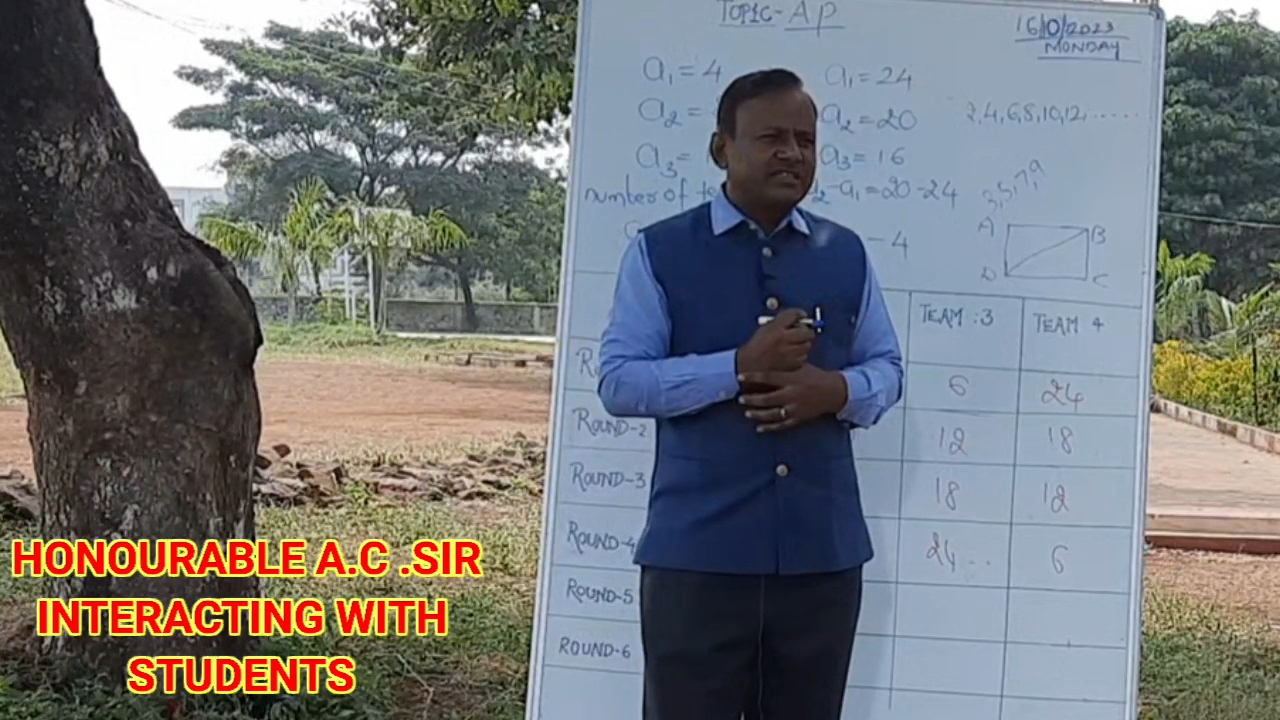 TOPIC-AP
16/10/2023
MONDAY
a₁=4
a₁=24
a₂=
a₂=20
2,4,6,8,10,12,.....
a₃=
a₃=16
3,5,7,9
number of
₂-a₁=20-24
-4
A
B
D
C
TEAM :3
TEAM 4
6
24
ROUND-2
12
18
ROUND-3
18
12
ROUND-4
24...
6
ROUND-5
ROUND-6
HONOURABLE A.C .SIR
INTERACTING WITH
STUDENTS